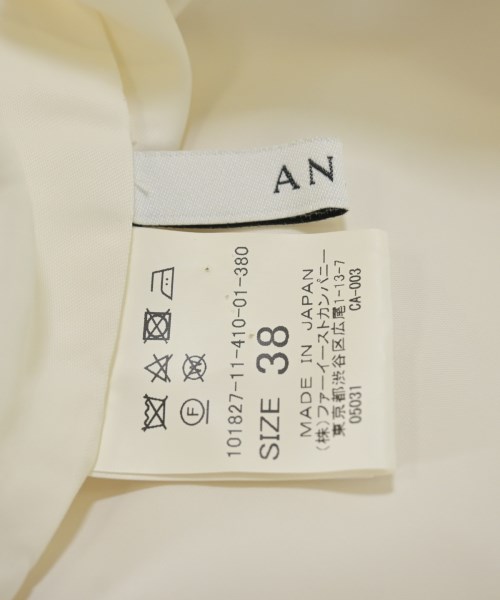 AN
101827-11-410-01-380
SIZE 38
MADE IN JAPAN
(株)ファーイーストカンパニー
東京都渋谷区広尾1-13-7
05031 CA-003
F
W